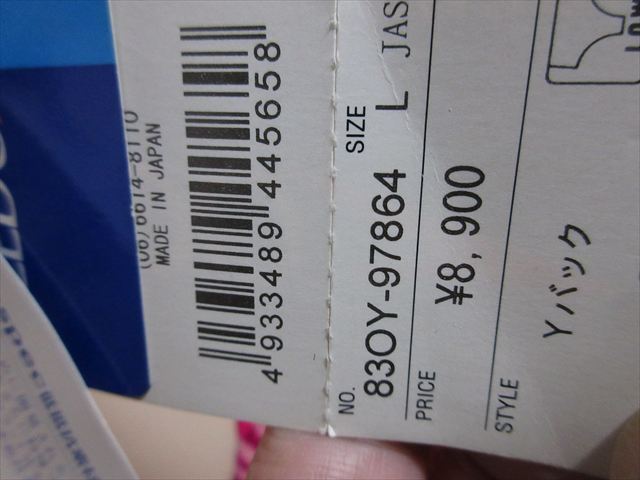 (06)6614-8110
MADE IN JAPAN
4 933489 445658
NO. 83OY-97864
SIZE L JAS
PRICE ¥8,900
STYLE Yバック